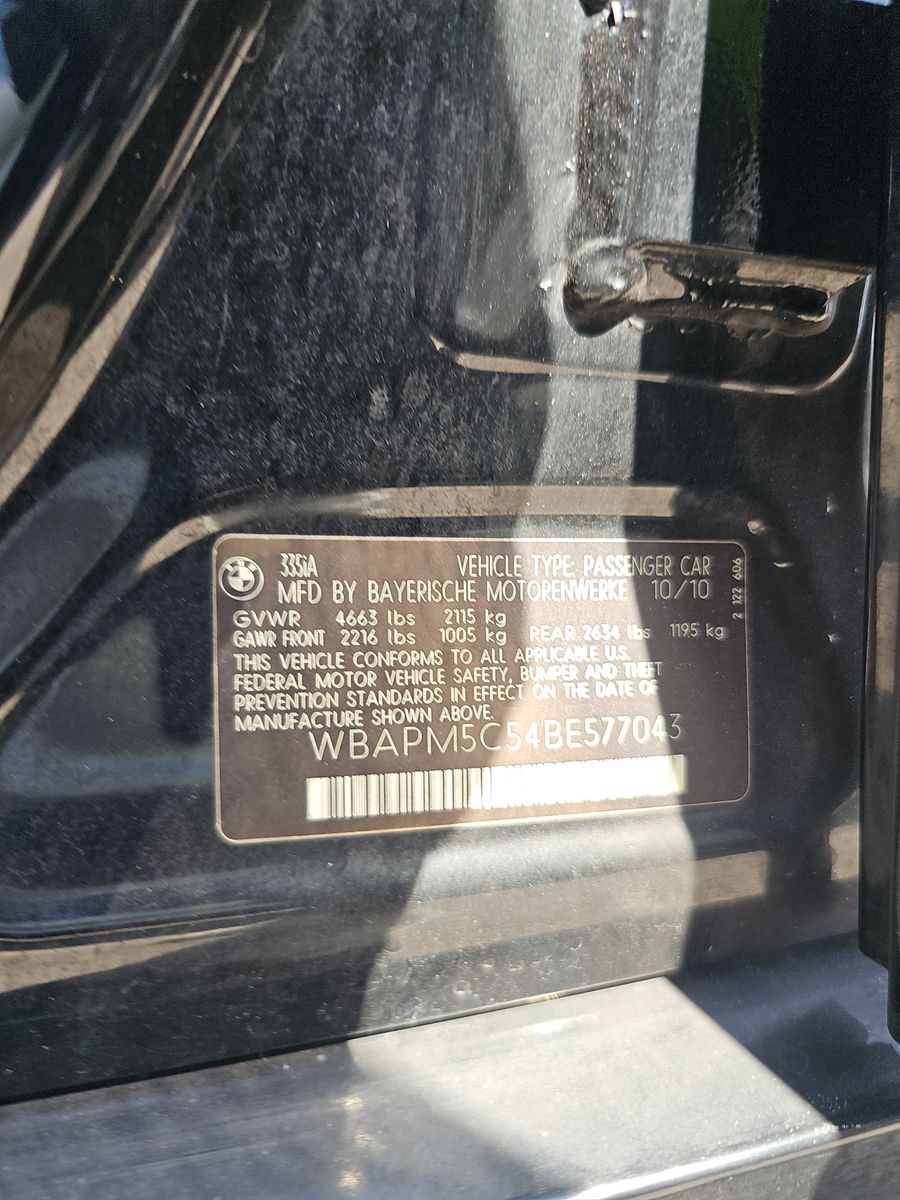 335iA VEHICLE TYPE: PASSENGER CAR
MFD BY BAYERISCHE MOTORENWERKE 10/10
GVWR 4663 lbs 2115 kg
GAWR FRONT 2216 lbs 1005 kg REAR 2634 lbs 1195 kg
THIS VEHICLE CONFORMS TO ALL APPLICABLE U.S.
FEDERAL MOTOR VEHICLE SAFETY, BUMPER AND THEFT
PREVENTION STANDARDS IN EFFECT ON THE DATE OF
MANUFACTURE SHOWN ABOVE.
WBAPM5C54BE577043
2 122 606